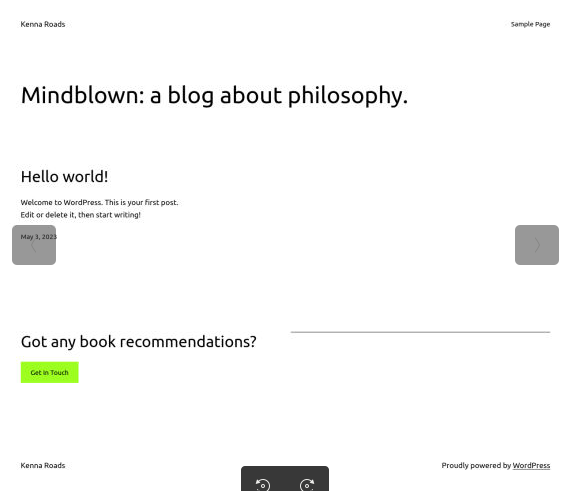 Kenna Roads
Sample Page
Mindblown: a blog about philosophy.
Hello world!
Welcome to WordPress. This is your first post.
Edit or delete it, then start writing!
May 3, 2023
Got any book recommendations?
Get In Touch
Kenna Roads
Proudly powered by WordPress